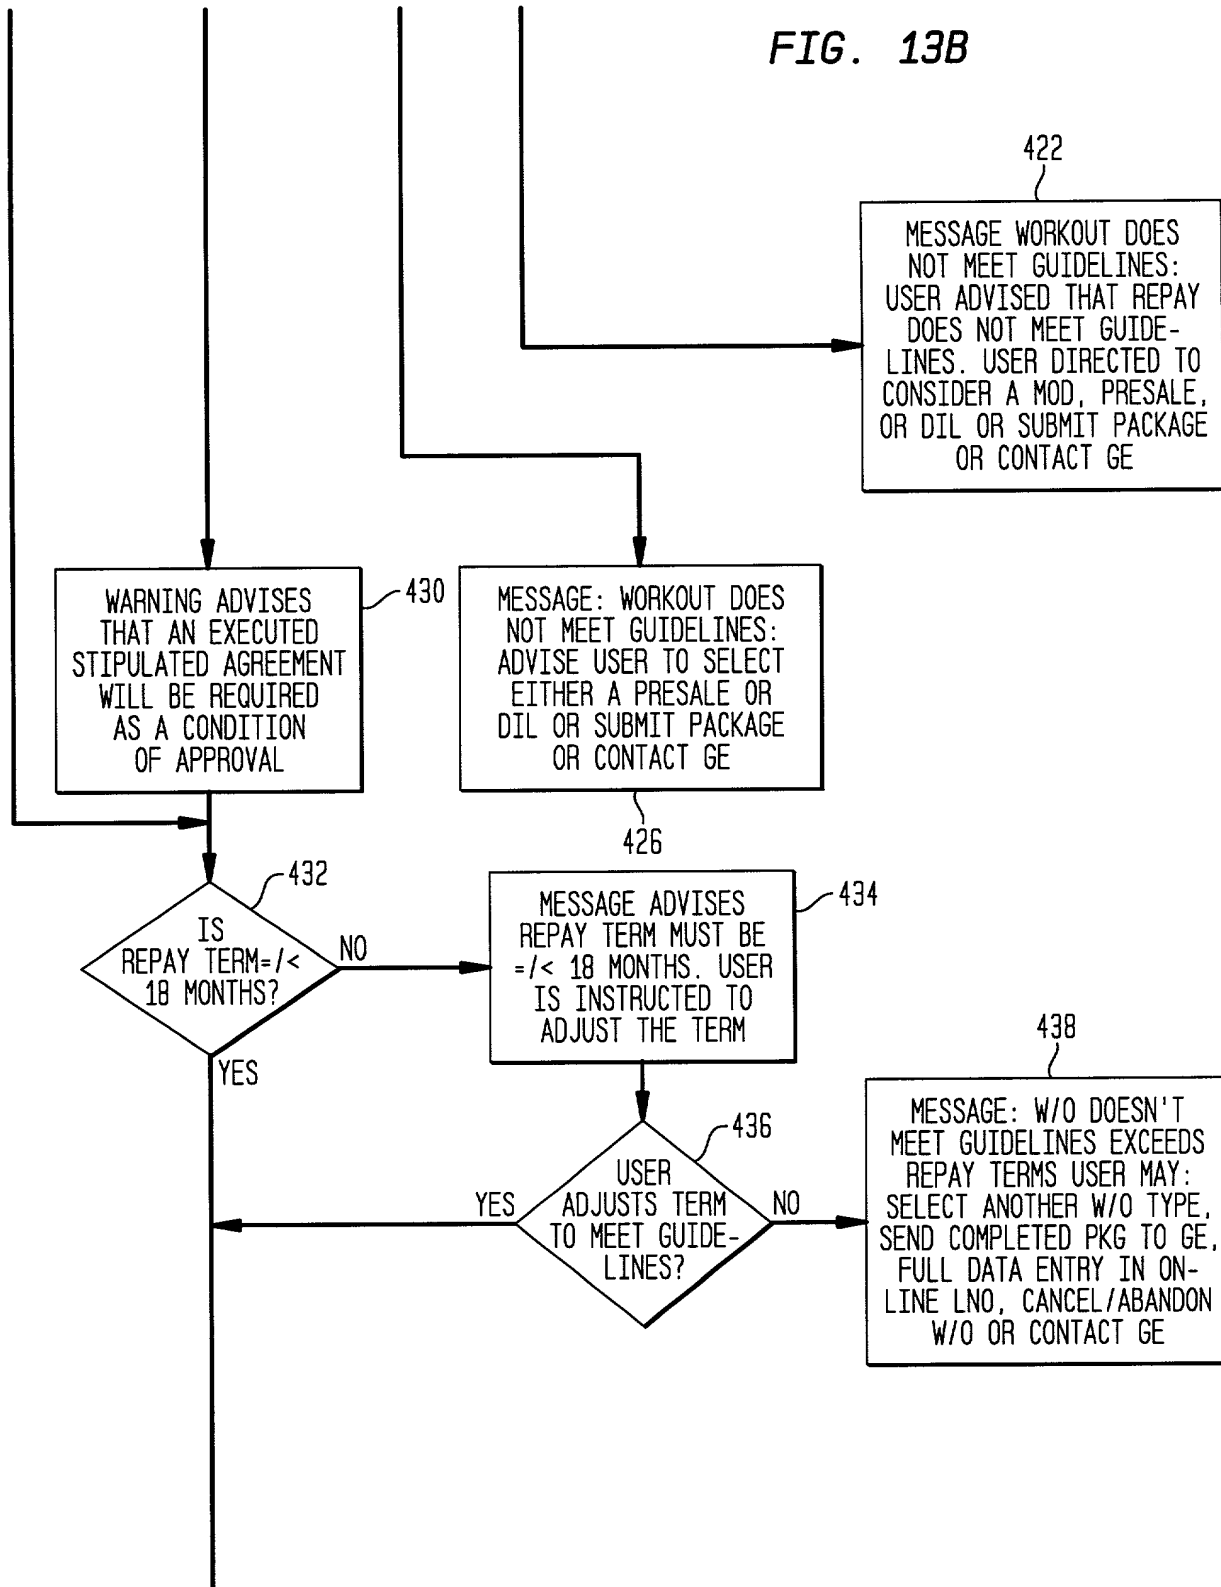 FIG. 13B
422
MESSAGE WORKOUT DOES
NOT MEET GUIDELINES:
USER ADVISED THAT REPAY
DOES NOT MEET GUIDE-
LINES. USER DIRECTED TO
CONSIDER A MOD, PRESALE,
OR DIL OR SUBMIT PACKAGE
OR CONTACT GE
430
WARNING ADVISES
THAT AN EXECUTED
STIPULATED AGREEMENT
WILL BE REQUIRED
AS A CONDITION
OF APPROVAL
MESSAGE: WORKOUT DOES
NOT MEET GUIDELINES:
ADVISE USER TO SELECT
EITHER A PRESALE OR
DIL OR SUBMIT PACKAGE
OR CONTACT GE
426
432
IS
REPAY TERM=/<
18 MONTHS?
NO
YES
434
MESSAGE ADVISES
REPAY TERM MUST BE
=/< 18 MONTHS. USER
IS INSTRUCTED TO
ADJUST THE TERM
436
USER
ADJUSTS TERM
TO MEET GUIDE-
LINES?
YES
NO
438
MESSAGE: W/O DOESN'T
MEET GUIDELINES EXCEEDS
REPAY TERMS USER MAY:
SELECT ANOTHER W/O TYPE,
SEND COMPLETED PKG TO GE,
FULL DATA ENTRY IN ON-
LINE LNO, CANCEL/ABANDON
W/O OR CONTACT GE